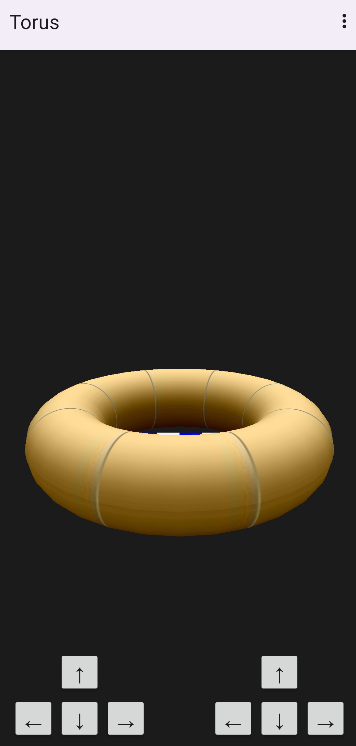 Torus
↑ ↑
← ↓ → ← ↓ →